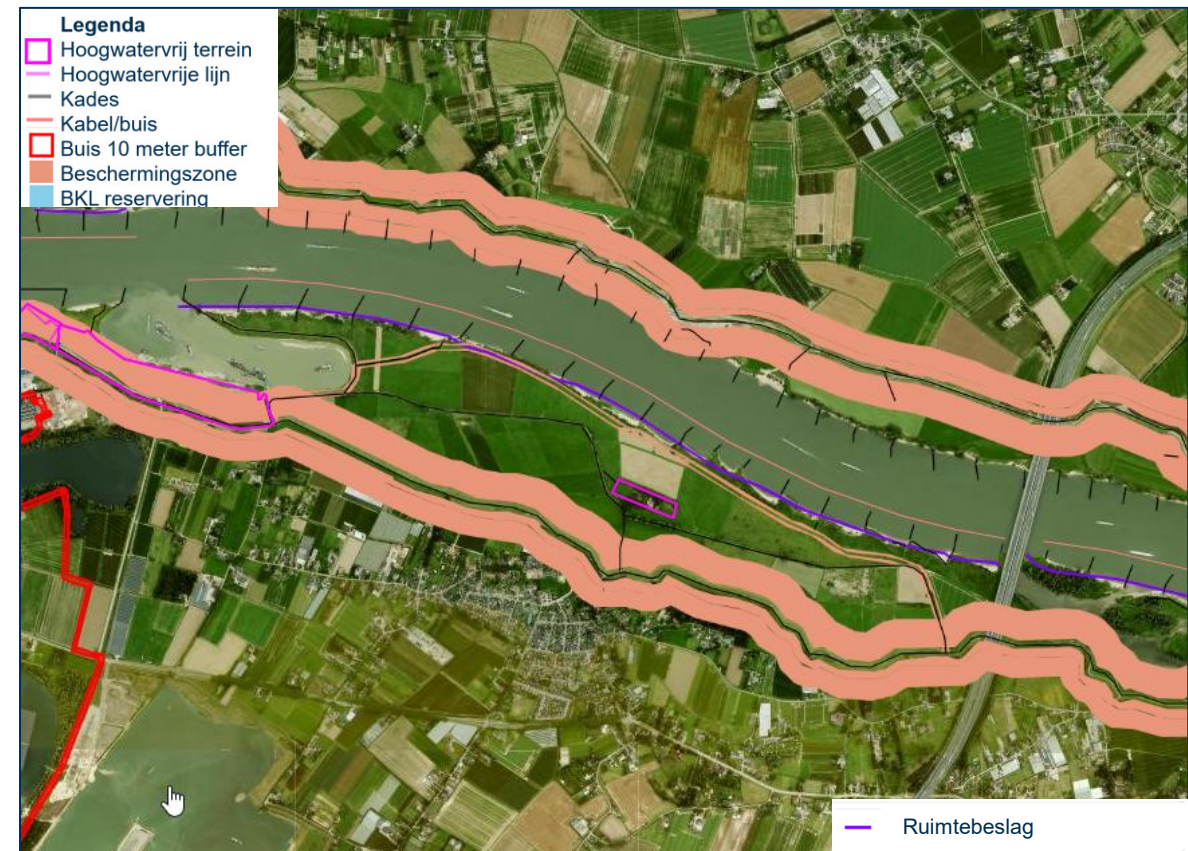 Legenda
Hoogwatervrij terrein
Hoogwatervrije lijn
Kades
Kabel/buis
Buis 10 meter buffer
Beschermingszone
BKL reservering
Ruimtebeslag